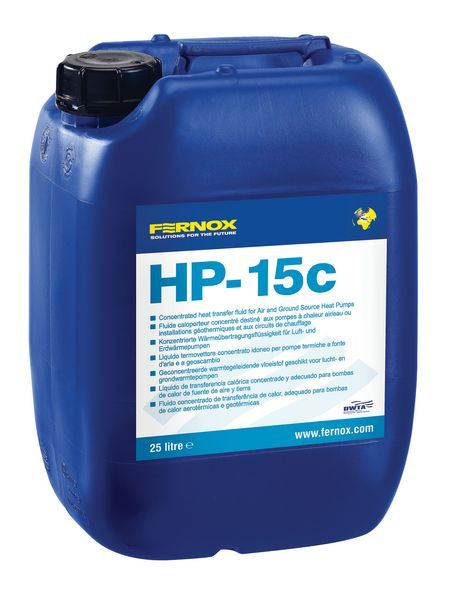 FERNOX
SOLUTIONS FOR THE FUTURE
HP-15c
Concentrated heat transfer fluid for Air and Ground Source Heat Pumps
Fluide caloporteur concentré destiné aux pompes à chaleur air/eau ou
installations géothermiques et aux circuits de chauffage
Konzentrierte Wärmeübertragungsflüssigkeit für Luft- und
Erdwärmepumpen
Liquido termovettore concentrato idoneo per pompe termiche a fonte
d'aria e a geoscambio
Geconcentreerde warmtegeleidende vloeistof geschikt voor lucht- en
grondwarmtepompen
Líquido de transferencia calórica concentrado y adecuado para bombas
de calor de fuente de aire y tierra
Fluido concentrado de transferência de calor, adequado para bombas
de calor aerotérmicas e geotérmicas
BWTA
25 litre e
www.fernox.com